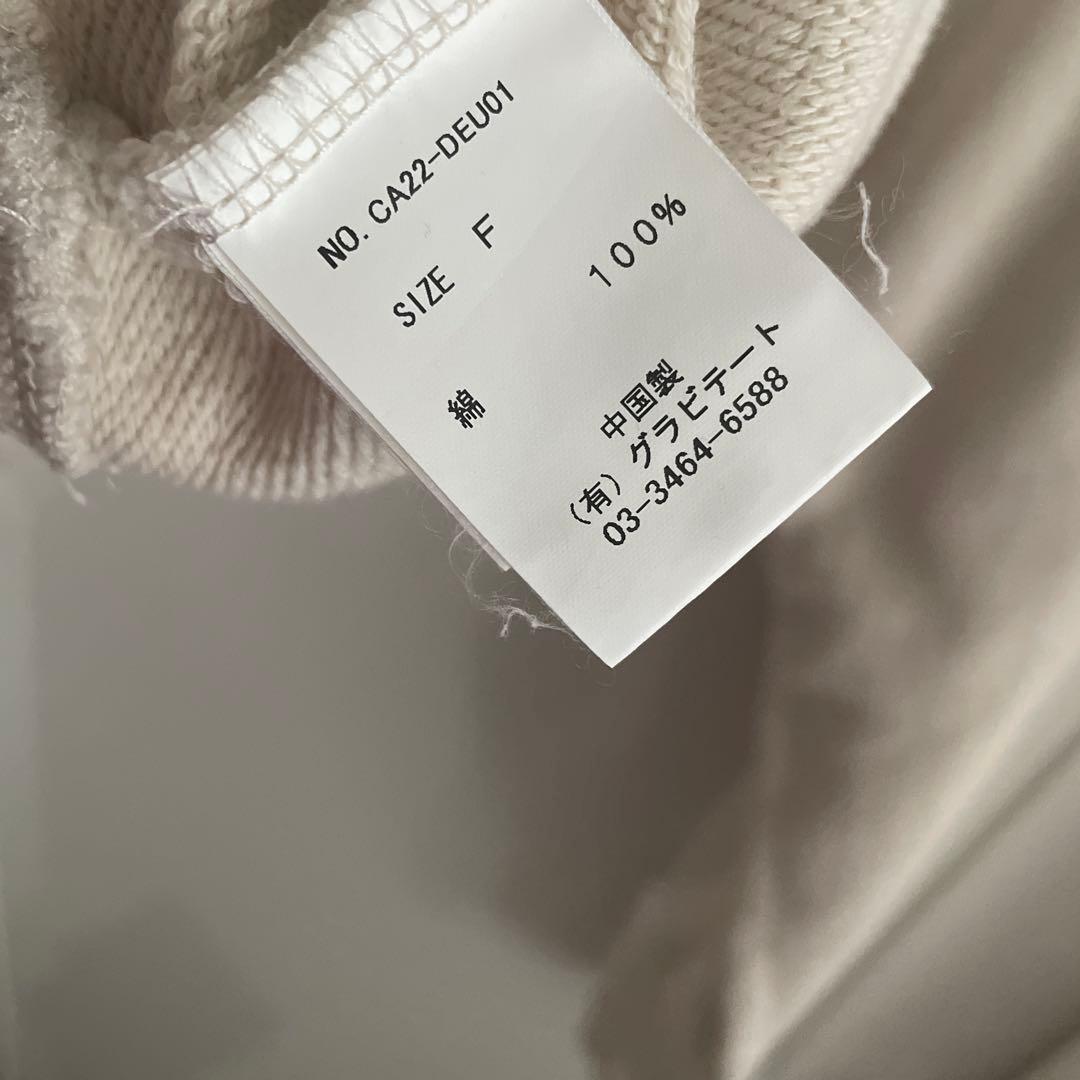 NO. CA22-DEU01
SIZE F
綿 100%
中国製
(有) グラビテート
03-3464-6588